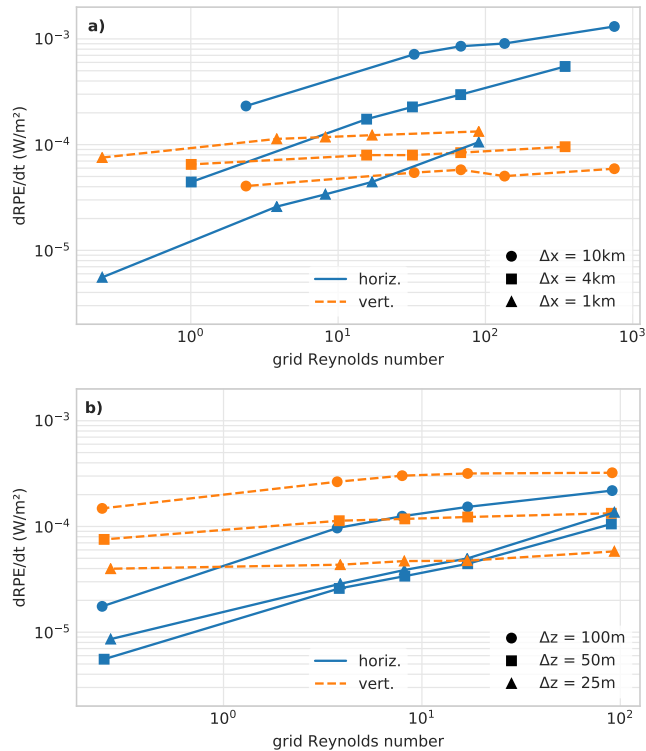 a)
10⁻³
10⁻⁴
10⁻⁵
dRPE/dt (W/m²)
horiz.
vert.
Δx = 10km
Δx = 4km
Δx = 1km
10⁰ 10¹ 10² 10³
grid Reynolds number
b)
10⁻³
10⁻⁴
10⁻⁵
dRPE/dt (W/m²)
horiz.
vert.
Δz = 100m
Δz = 50m
Δz = 25m
10⁰ 10¹ 10²
grid Reynolds number